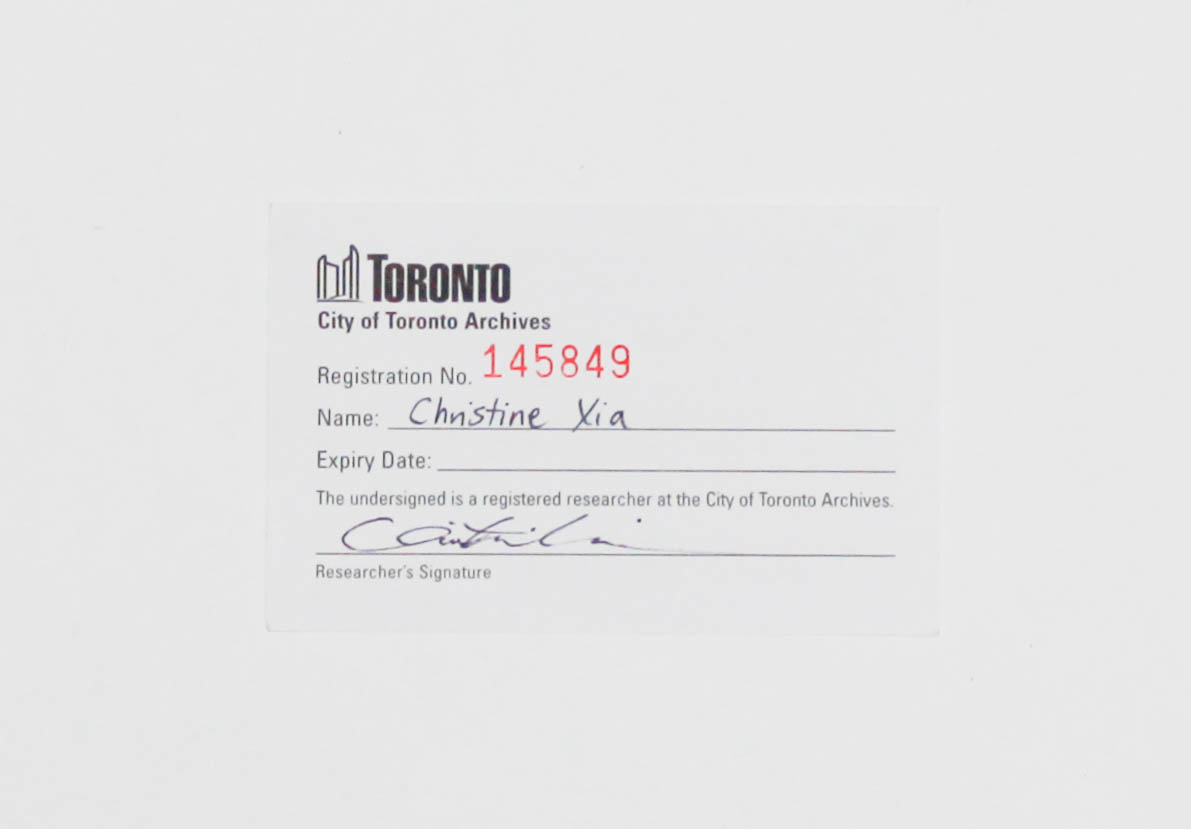 TORONTO
City of Toronto Archives
Registration No. 145849
Name: Christine Xia
Expiry Date:
The undersigned is a registered researcher at the City of Toronto Archives.
Researcher's Signature